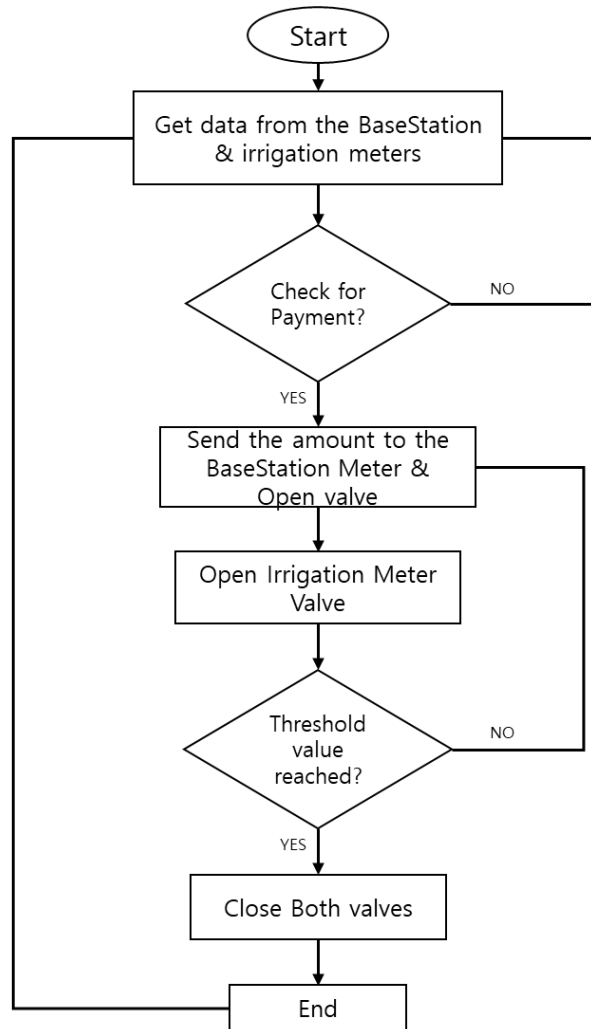 Start
Get data from the BaseStation
& irrigation meters
Check for
Payment?
NO
YES
Send the amount to the
BaseStation Meter &
Open valve
Open Irrigation Meter
Valve
Threshold
value
reached?
NO
YES
Close Both valves
End